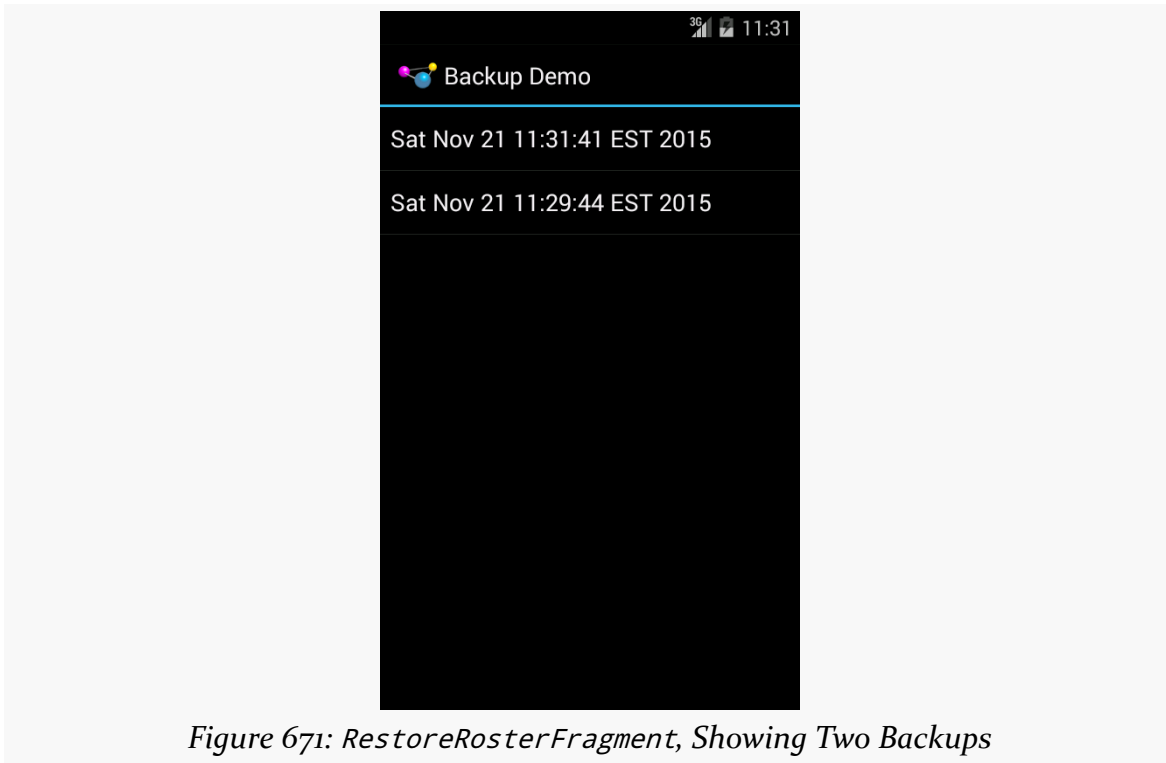 3G 11:31
Backup Demo
Sat Nov 21 11:31:41 EST 2015
Sat Nov 21 11:29:44 EST 2015
Figure 671: RestoreRosterFragment, Showing Two Backups